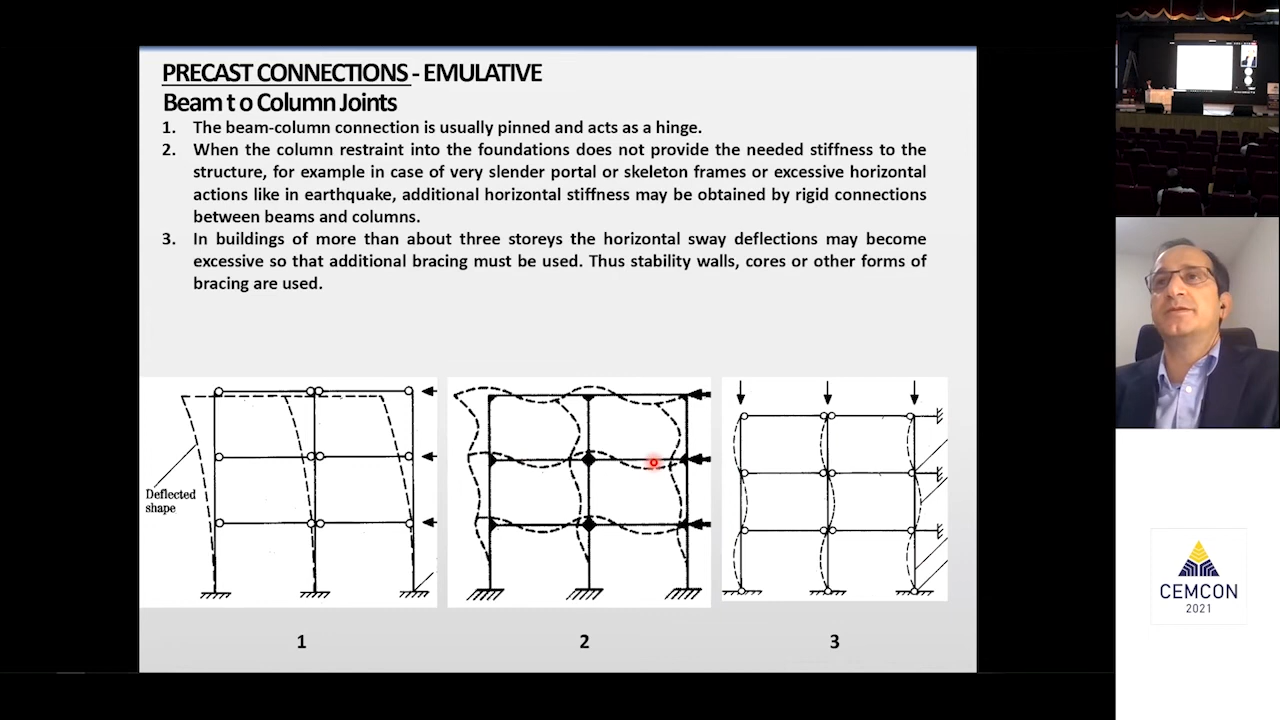 PRECAST CONNECTIONS - EMULATIVE
Beam t o Column Joints
1. The beam-column connection is usually pinned and acts as a hinge.
2. When the column restraint into the foundations does not provide the needed stiffness to the
structure, for example in case of very slender portal or skeleton frames or excessive horizontal
actions like in earthquake, additional horizontal stiffness may be obtained by rigid connections
between beams and columns.
3. In buildings of more than about three storeys the horizontal sway deflections may become
excessive so that additional bracing must be used. Thus stability walls, cores or other forms of
bracing are used.
Deflected
shape
1
2
3
CEMCON
2021